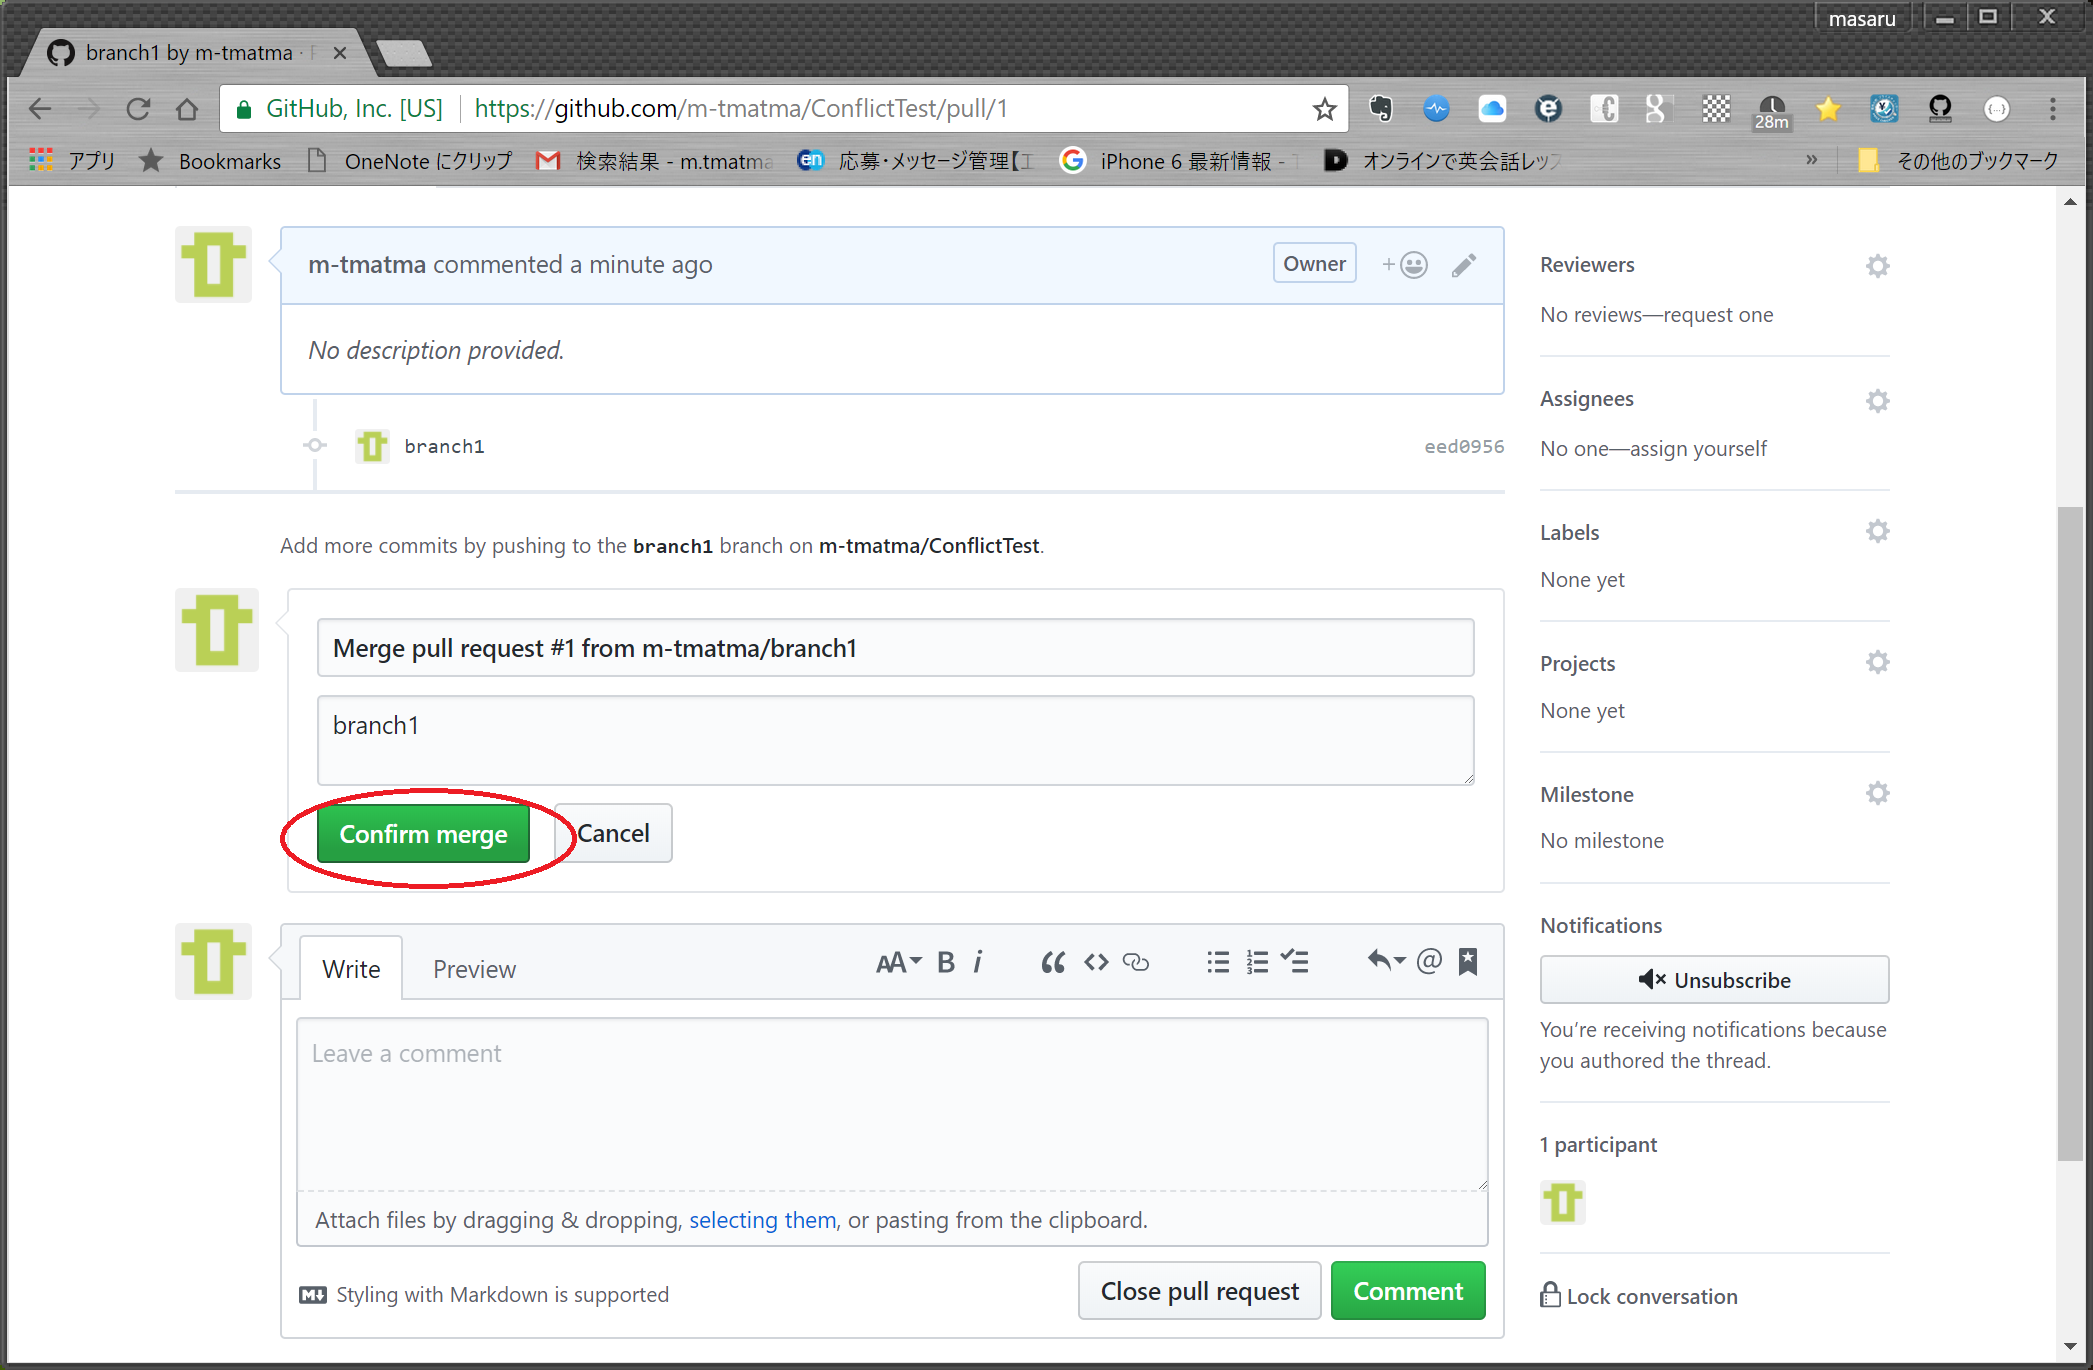 masaru
branch1 by m-tmatma ·
GitHub, Inc. [US] https://github.com/m-tmatma/ConflictTest/pull/1
28m
アプリ Bookmarks OneNote にクリップ 検索結果 - m.tmatma 応募・メッセージ管理【エ iPhone 6 最新情報 - オンラインで英会話レッス » その他のブックマーク
m-tmatma commented a minute ago Owner
No description provided.
branch1 eed0956
Add more commits by pushing to the branch1 branch on m-tmatma/ConflictTest.
Merge pull request #1 from m-tmatma/branch1
branch1
Confirm merge Cancel
Write Preview
Leave a comment
Attach files by dragging & dropping, selecting them, or pasting from the clipboard.
Styling with Markdown is supported
Close pull request Comment
Reviewers
No reviews—request one
Assignees
No one—assign yourself
Labels
None yet
Projects
None yet
Milestone
No milestone
Notifications
Unsubscribe
You’re receiving notifications because
you authored the thread.
1 participant
Lock conversation